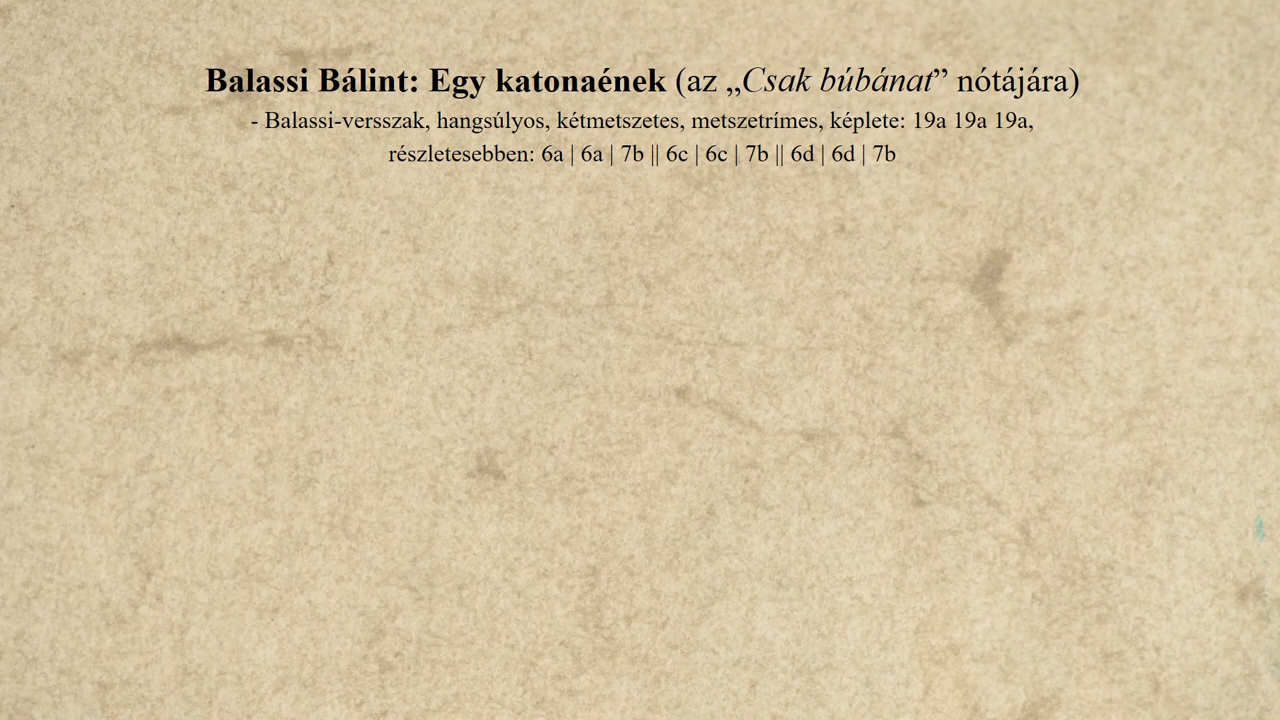 Balassi Bálint: Egy katonaének (az „Csak búbánat” nótájára)
- Balassi-versszak, hangsúlyos, kétmetszetes, metszetrímes, képlete: 19a 19a 19a,
részletesebben: 6a | 6a | 7b || 6c | 6c | 7b || 6d | 6d | 7b